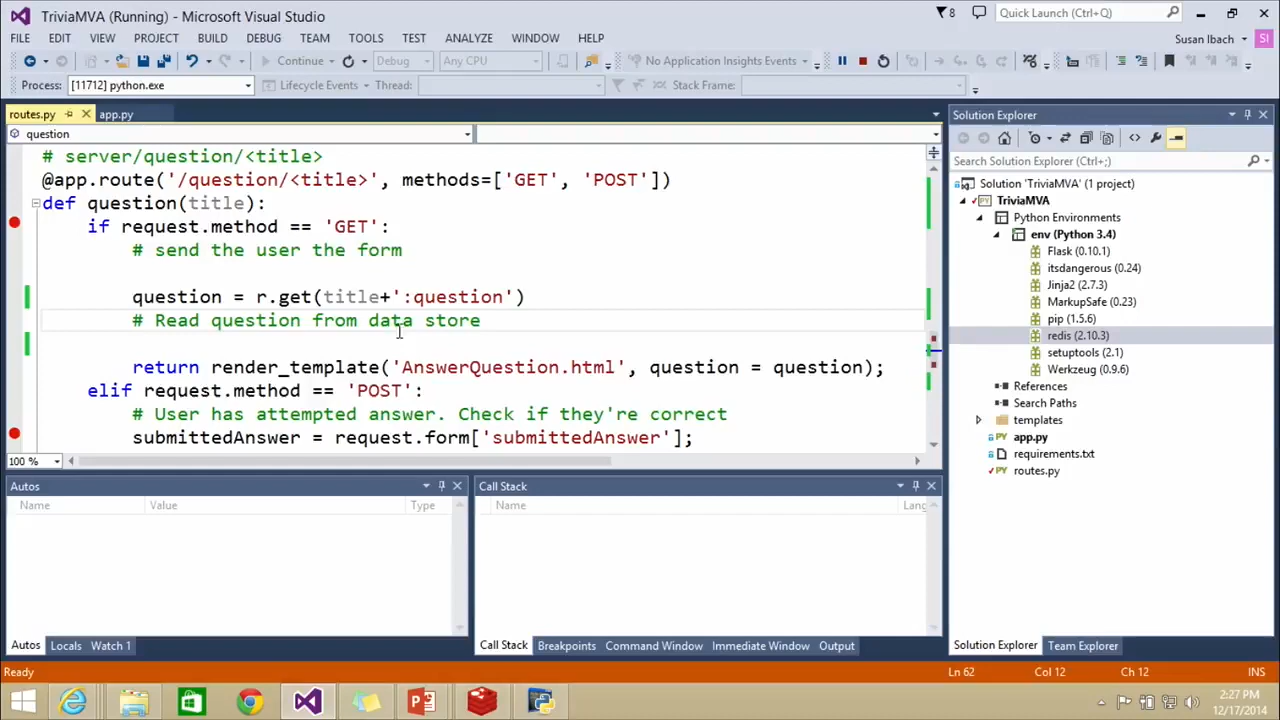 TriviaMVA (Running) - Microsoft Visual Studio
8
Quick Launch (Ctrl+Q)
FILE EDIT VIEW PROJECT BUILD DEBUG TEAM TOOLS TEST ANALYZE WINDOW HELP
Susan Ibach
SI
Continue Debug Any CPU No Application Insights Events
Process: [11712] python.exe Lifecycle Events Thread: Stack Frame:
routes.py app.py
question
# server/question/<title>
@app.route('/question/<title>', methods=['GET', 'POST'])
def question(title):
if request.method == 'GET':
# send the user the form
question = r.get(title+':question')
# Read question from data store
return render_template('AnswerQuestion.html', question = question);
elif request.method == 'POST':
# User has attempted answer. Check if they're correct
submittedAnswer = request.form['submittedAnswer'];
100 %
Solution Explorer
Search Solution Explorer (Ctrl+;)
Solution 'TriviaMVA' (1 project)
TriviaMVA
Python Environments
env (Python 3.4)
Flask (0.10.1)
itsdangerous (0.24)
Jinja2 (2.7.3)
MarkupSafe (0.23)
pip (1.5.6)
redis (2.10.3)
setuptools (2.1)
Werkzeug (0.9.6)
References
Search Paths
templates
app.py
requirements.txt
routes.py
Autos
Name Value Type
Call Stack
Name Lang
Autos Locals Watch 1
Call Stack Breakpoints Command Window Immediate Window Output
Solution Explorer Team Explorer
Ready Ln 62 Col 12 Ch 12 INS
2:27 PM
12/17/2014